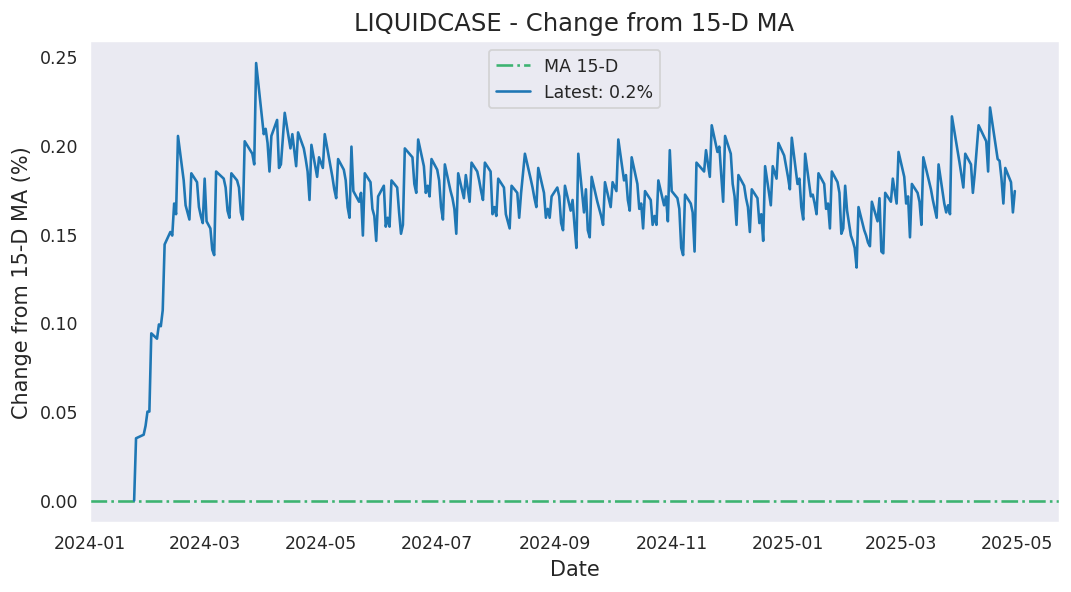 LIQUIDCASE - Change from 15-D MA
MA 15-D
Latest: 0.2%
Change from 15-D MA (%)
0.25
0.20
0.15
0.10
0.05
0.00
2024-01 2024-03 2024-05 2024-07 2024-09 2024-11 2025-01 2025-03 2025-05
Date